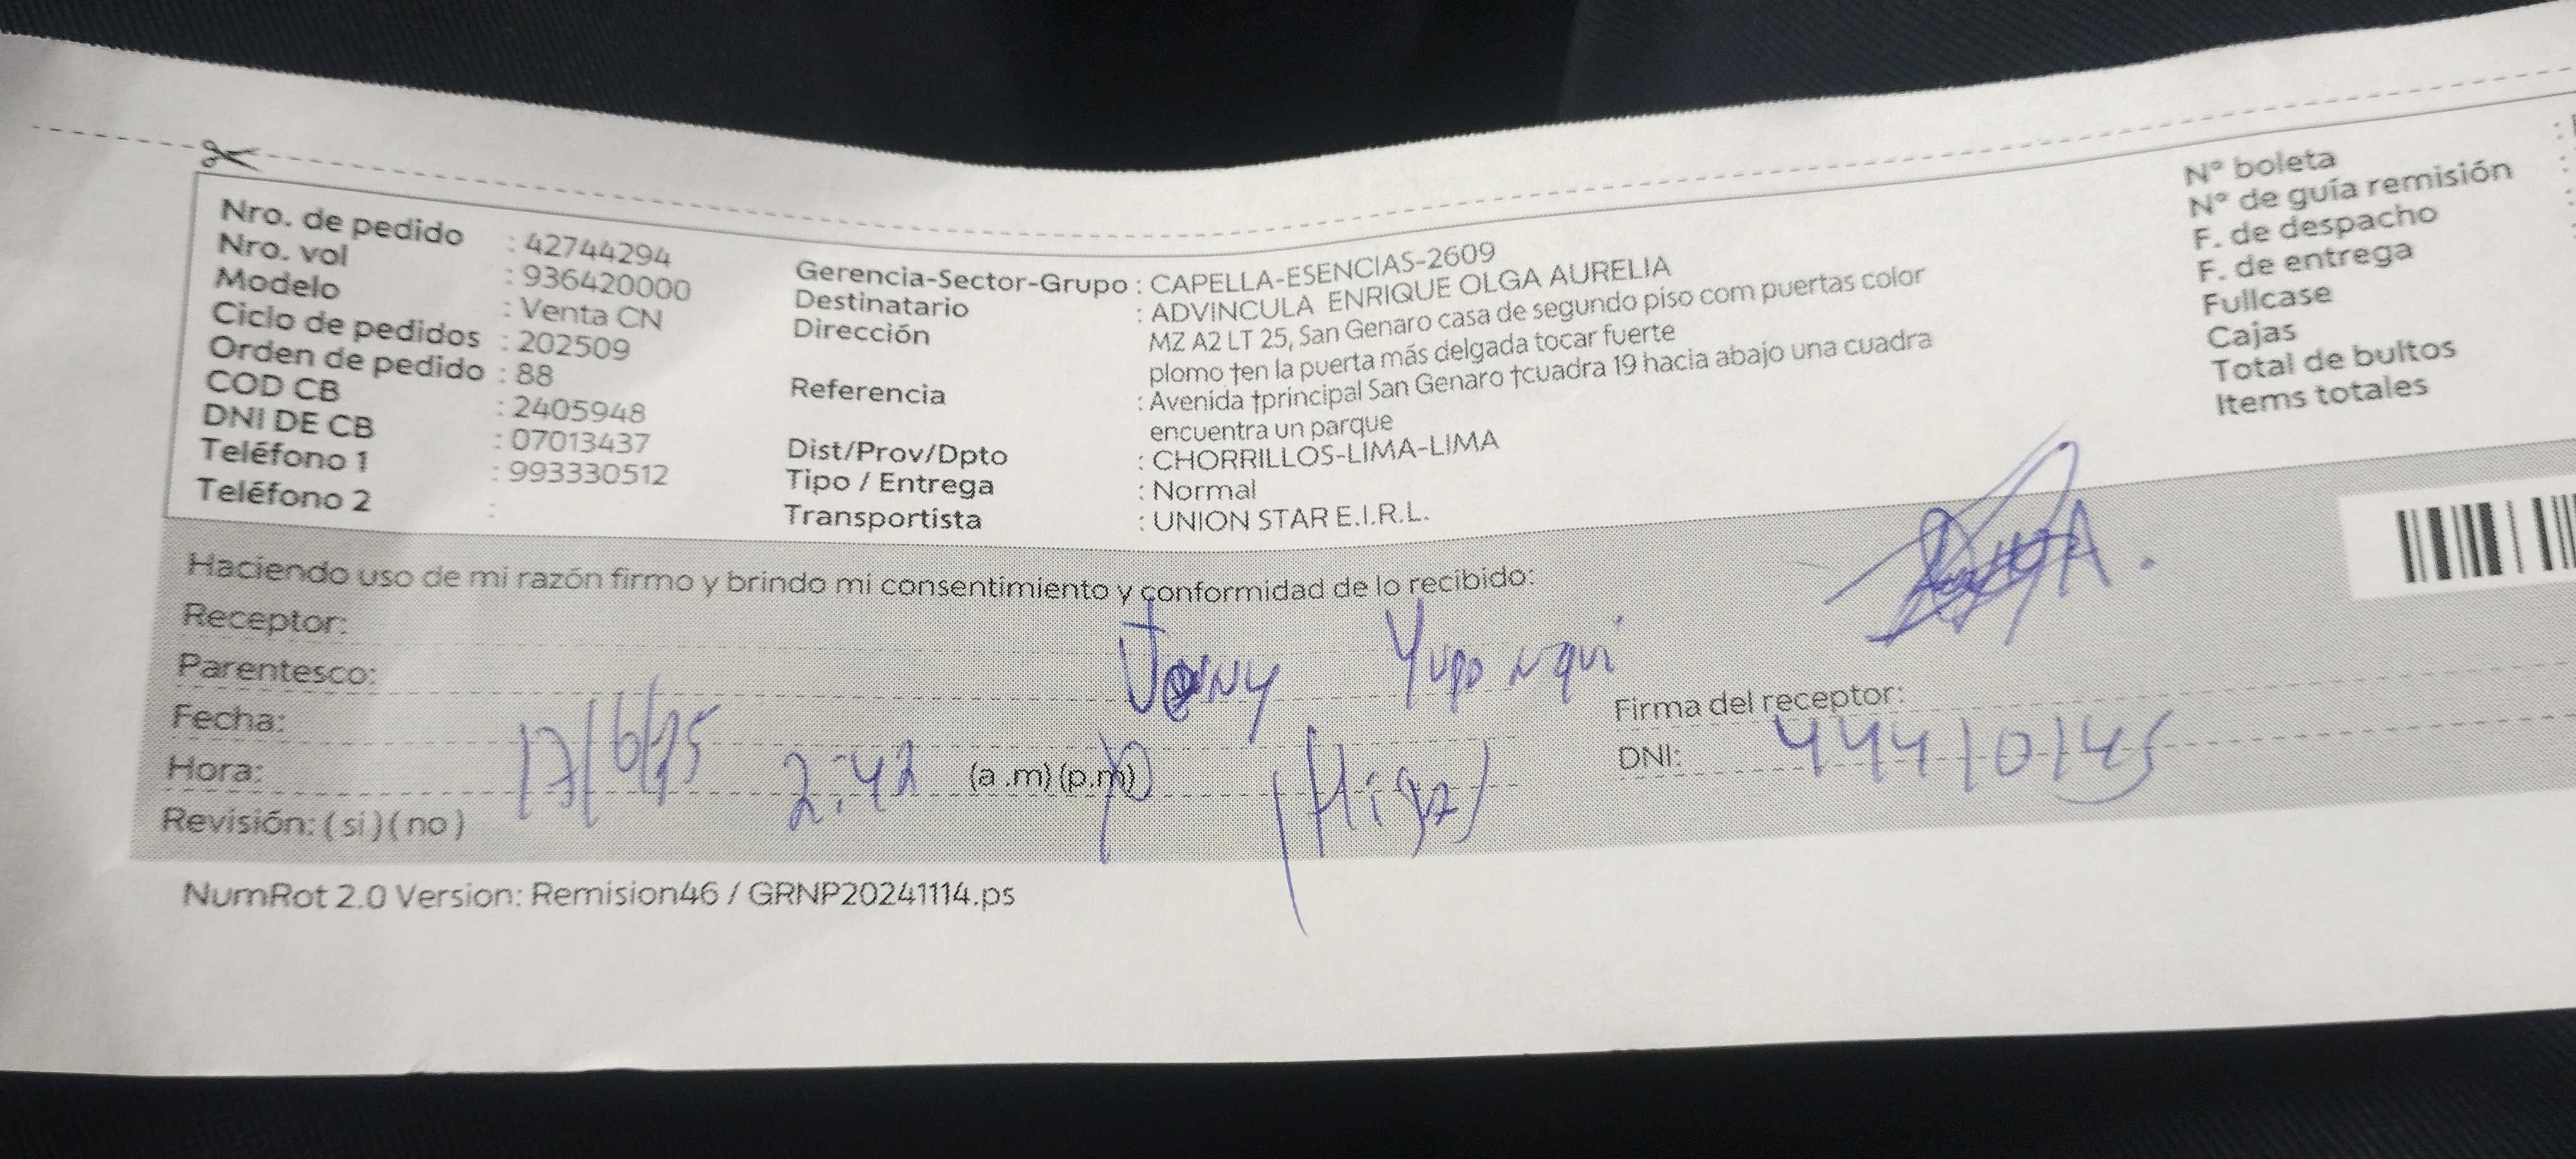 Nro. de pedido : 42744294
Nro. vol : 936420000
Modelo : Venta CN
Ciclo de pedidos : 202509
Orden de pedido : 88
COD CB : 2405948
DNI DE CB : 07013437
Teléfono 1 : 993330512
Teléfono 2 :
Gerencia-Sector-Grupo : CAPELLA-ESENCIAS-2609
Destinatario : ADVINCULA ENRIQUE OLGA AURELIA
Dirección : MZ A2 LT 25, San Genaro casa de segundo piso com puertas color
plomo †en la puerta más delgada tocar fuerte
Referencia : Avenida †principal San Genaro †cuadra 19 hacia abajo una cuadra
encuentra un parque
Dist/Prov/Dpto : CHORRILLOS-LIMA-LIMA
Tipo / Entrega : Normal
Transportista : UNION STAR E.I.R.L.
N° boleta
N° de guía remisión
F. de despacho
F. de entrega
Fullcase
Cajas
Total de bultos
Items totales
Haciendo uso de mi razón firmo y brindo mi consentimiento y conformidad de lo recibido:
Receptor: Jenny Yupanqui
Parentesco:
Fecha: 17/6/25
Hora: 2:42 (a.m)(p.m) (Higa)
Revisión: (si)(no)
Firma del receptor:
DNI: 44410145
NumRot 2.0 Version: Remision46 / GRNP20241114.ps